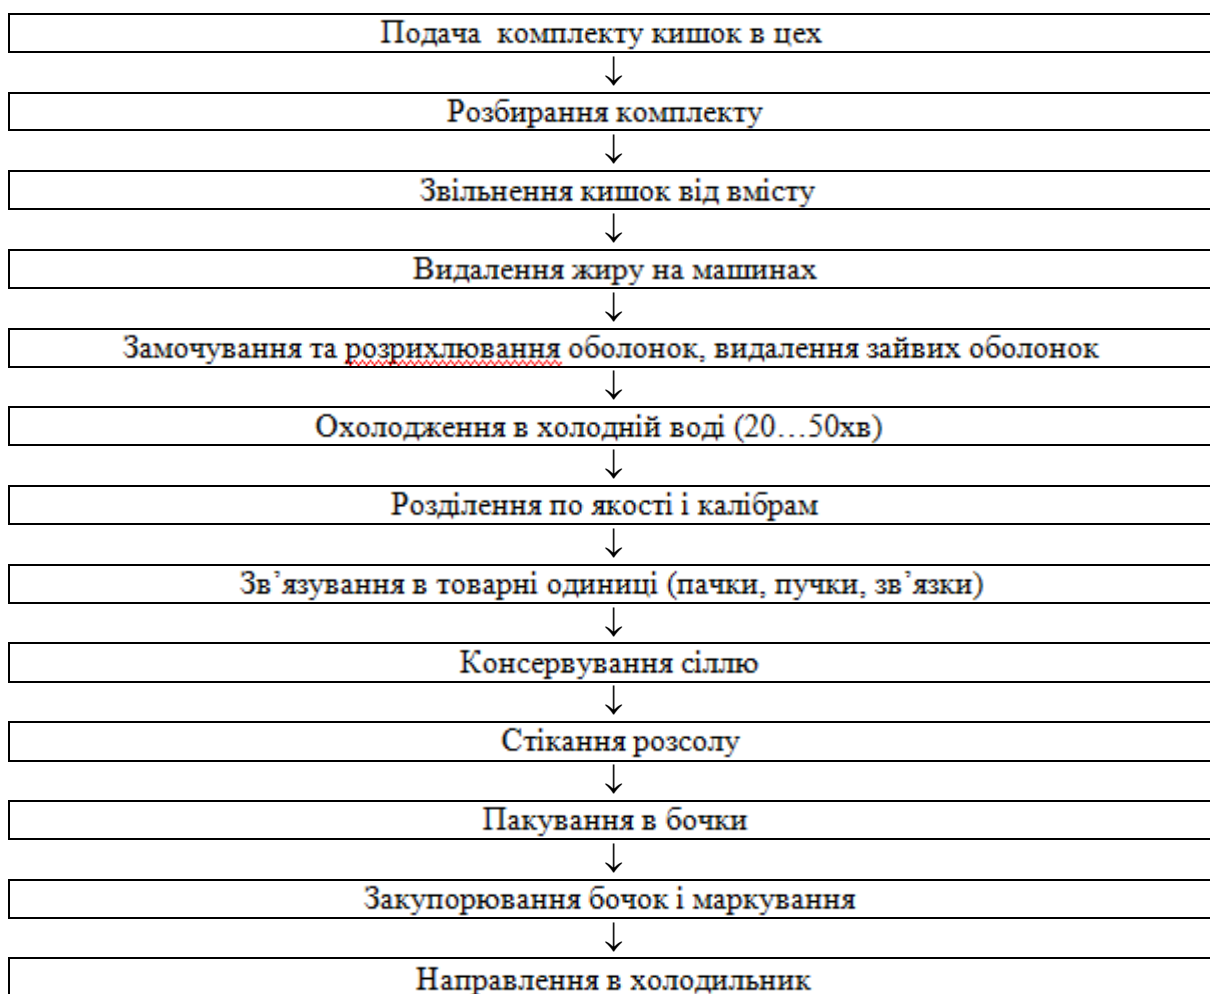 Подача комплекту кишок в цех
↓
Розбирання комплекту
↓
Звільнення кишок від вмісту
↓
Видалення жиру на машинах
↓
Замочування та розрихлювання оболонок, видалення зайвих оболонок
↓
Охолодження в холодній воді (20…50хв)
↓
Розділення по якості і калібрам
↓
Зв’язування в товарні одиниці (пачки, пучки, зв’язки)
↓
Консервування сіллю
↓
Стікання розсолу
↓
Пакування в бочки
↓
Закупорювання бочок і маркування
↓
Направлення в холодильник